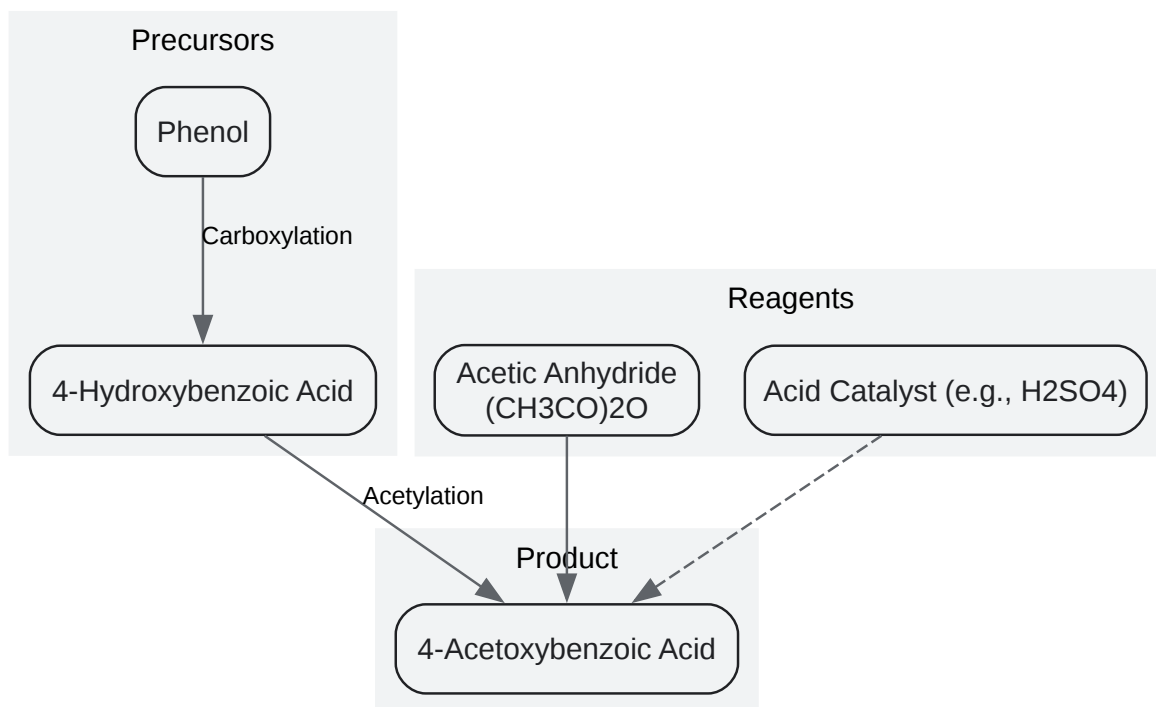 Precursors
Phenol
Carboxylation
Reagents
4-Hydroxybenzoic Acid
Acetic Anhydride
(CH3CO)2O
Acid Catalyst (e.g., H2SO4)
Acetylation
Product
4-Acetoxybenzoic Acid